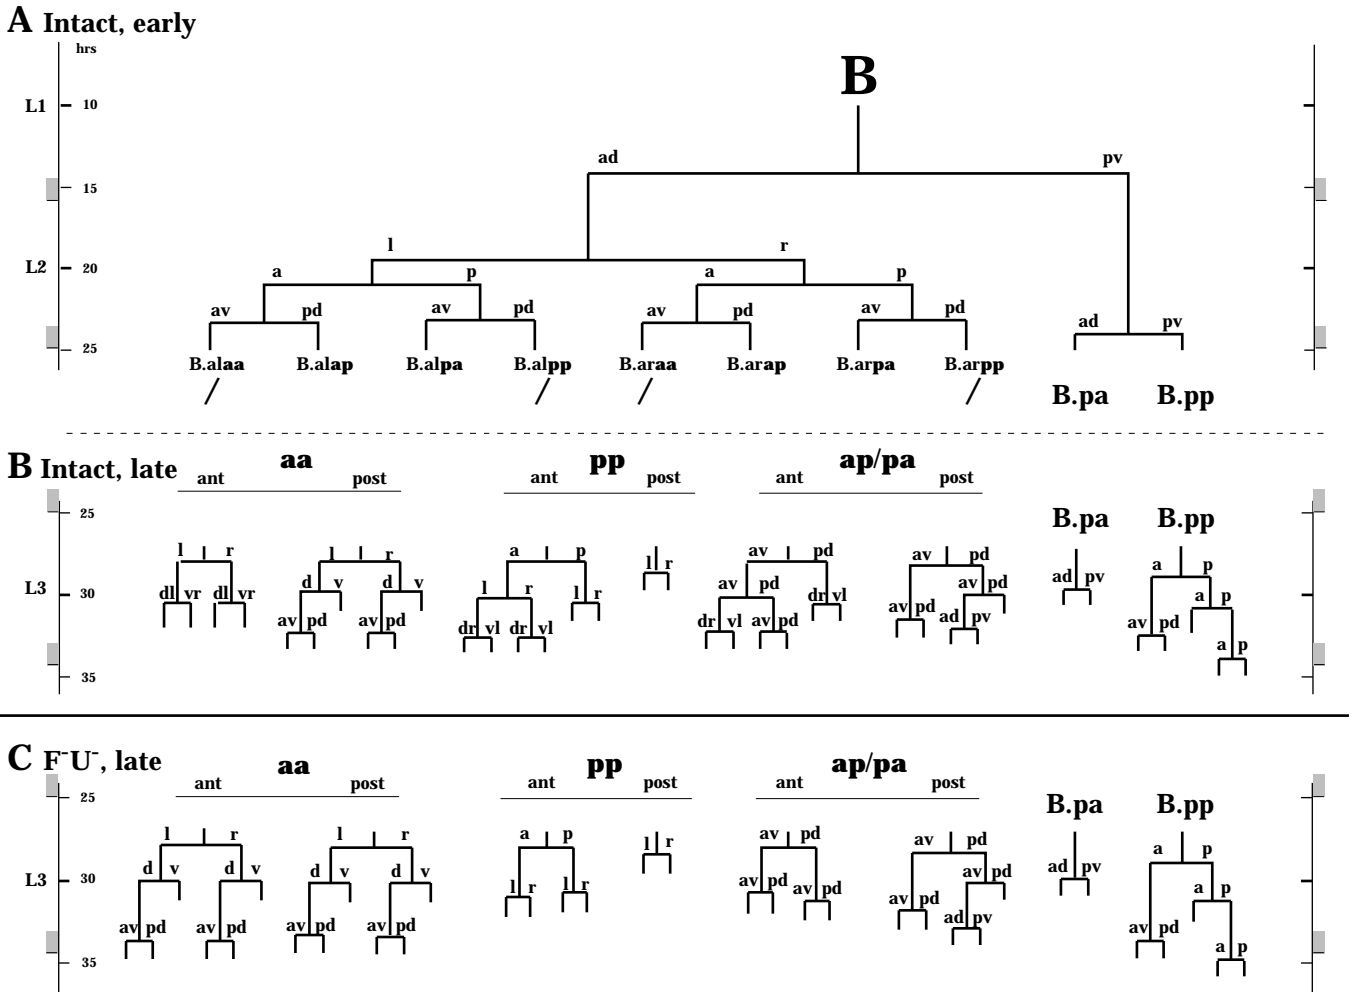 A Intact, early
hrs
B
L1 10
ad pv
15
l r
L2 20
a p a p
av pd av pd av pd av pd ad pv
25
B.alaa B.alap B.alpa B.alpp B.araa B.arap B.arpa B.arpp
B.pa B.pp
B Intact, late
aa pp ap/pa
ant post ant post ant post
25
B.pa B.pp
l r l r a p l r av pd av pd a p
d v d v l r l r av pd av pd ad pv a p
L3 30
dl vr dl vr dr vl av pd
av pd av pd dr vl dr vl dr vl av pd ad pv av pd
a p
35
C F-U-, late
aa pp ap/pa
ant post ant post ant post
25
B.pa B.pp
l r l r a p l r av pd av pd a p
d v d v d v d v av pd ad pv
L3 30
l r l r av pd av pd av pd a p
av pd av pd av pd av pd ad pv av pd
a p
35